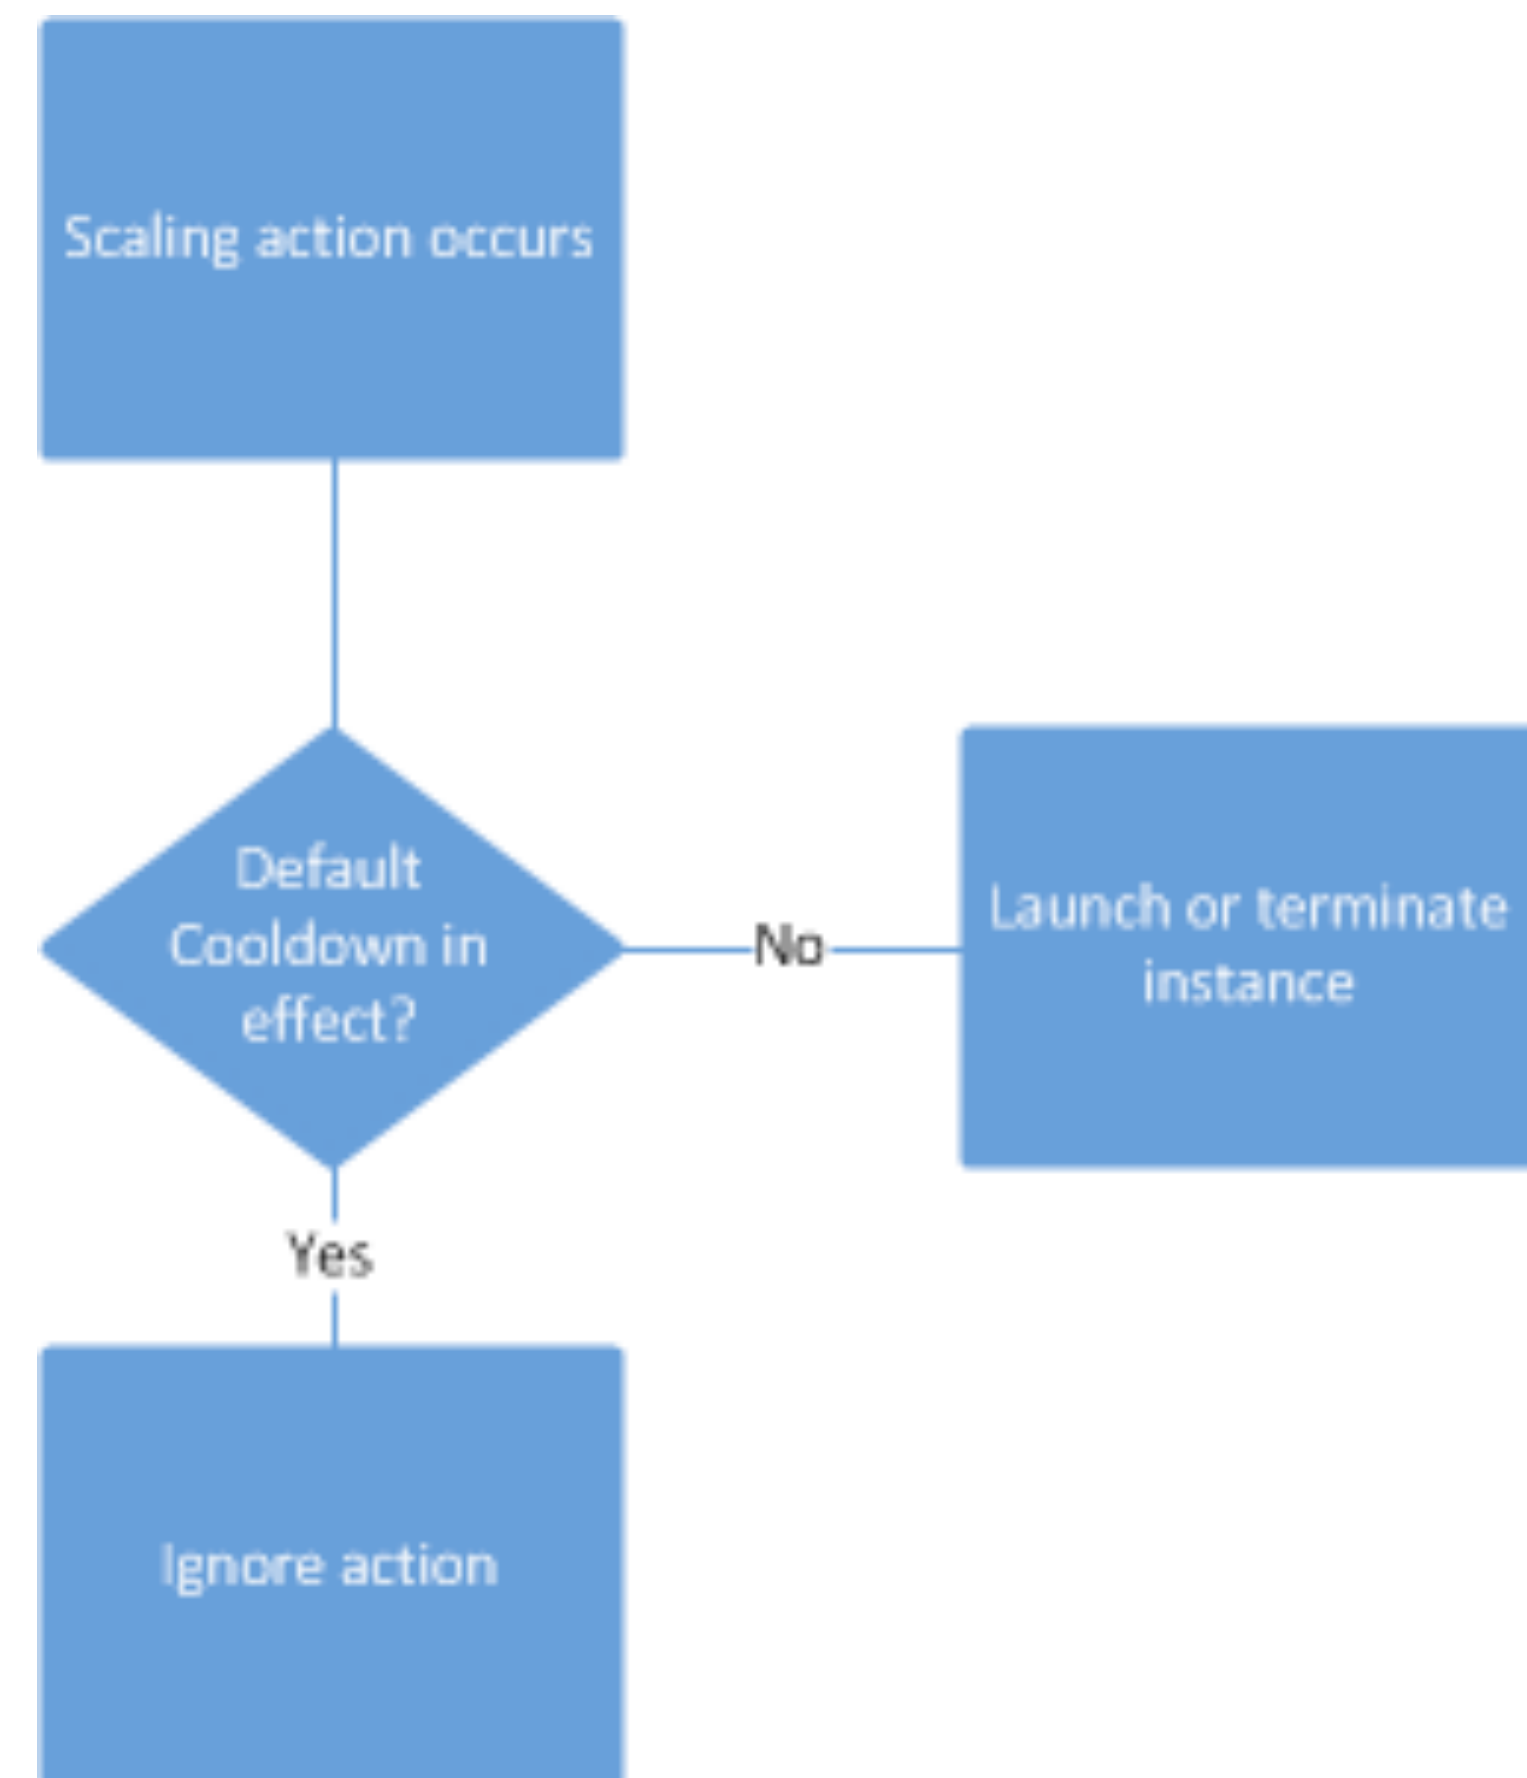 Scaling action occurs
Default
Cooldown in
effect?
No
Launch or terminate
instance
Yes
Ignore action